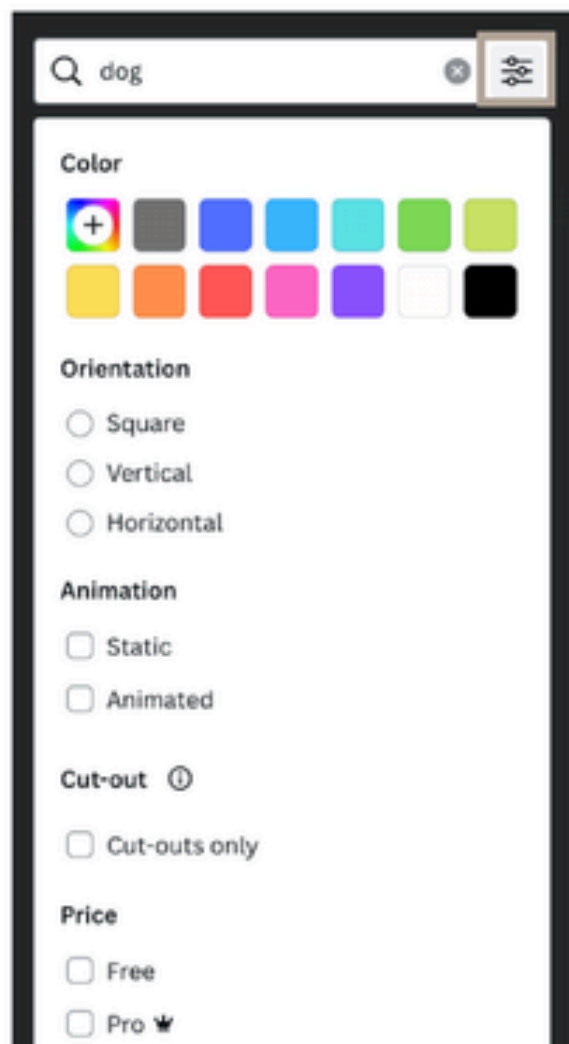 dog
Color
Orientation
Square
Vertical
Horizontal
Animation
Static
Animated
Cut-out
Cut-outs only
Price
Free
Pro